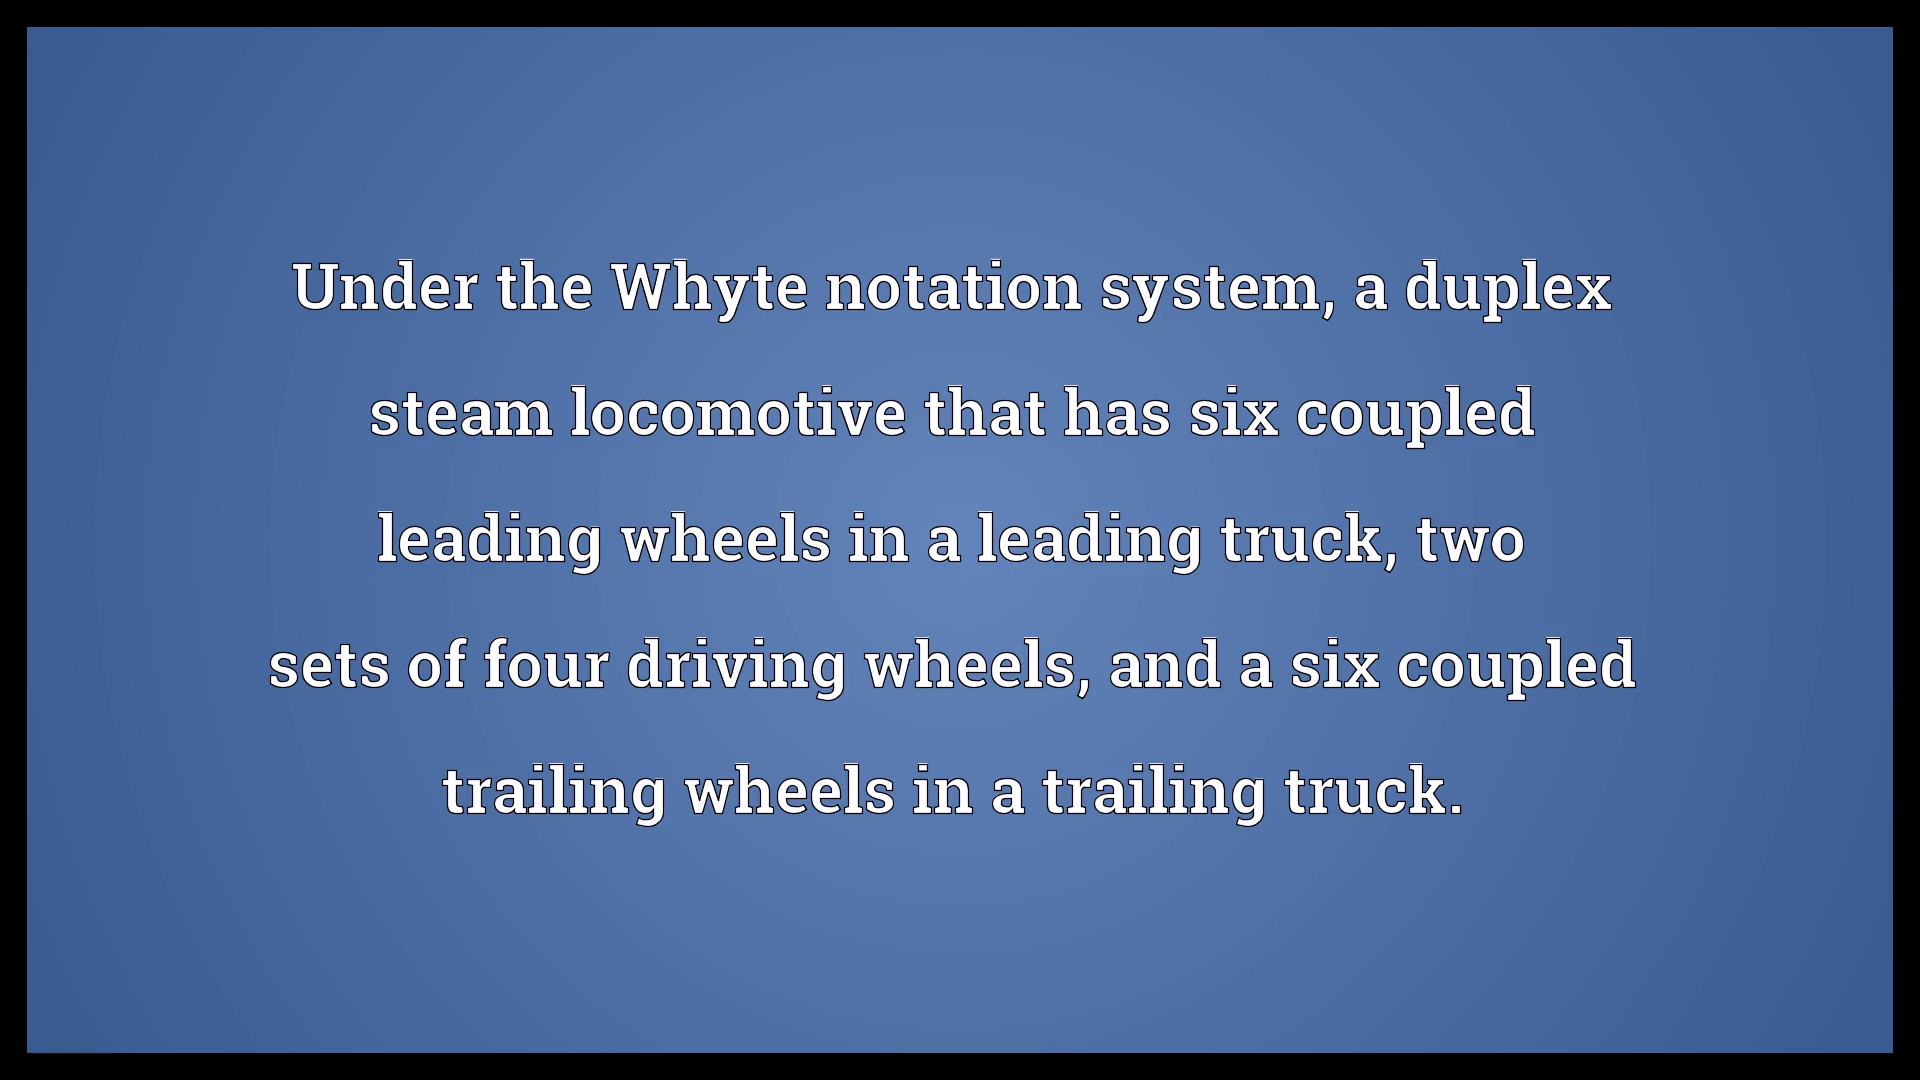 Under the Whyte notation system, a duplex
steam locomotive that has six coupled
leading wheels in a leading truck, two
sets of four driving wheels, and a six coupled
trailing wheels in a trailing truck.